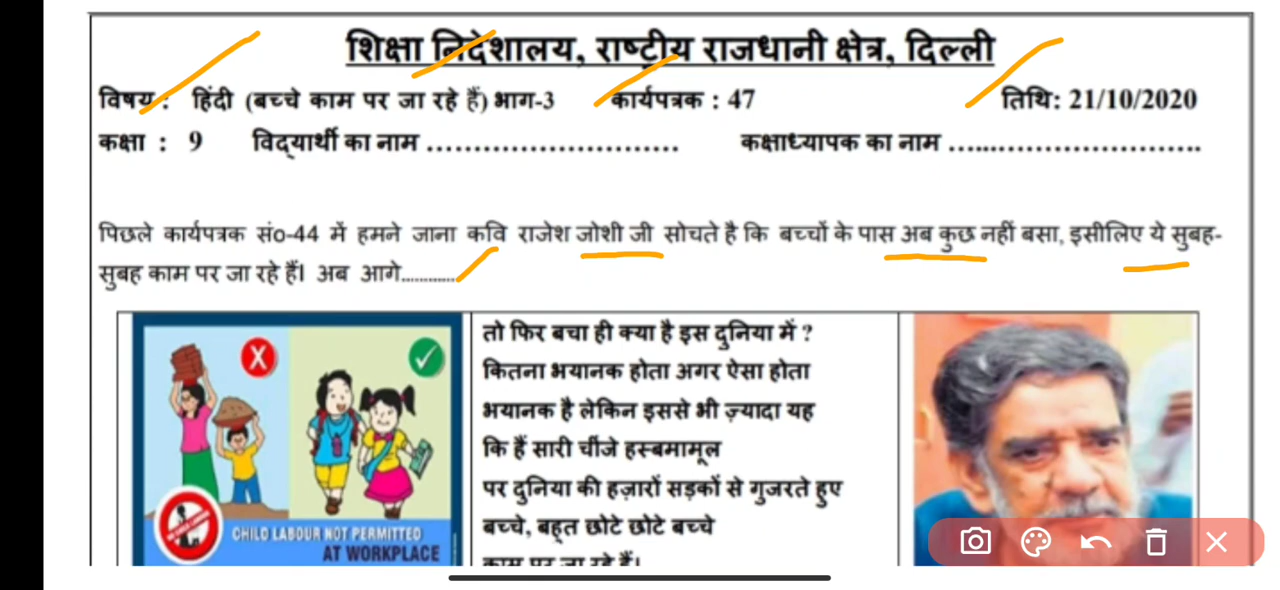 शिक्षा निदेशालय, राष्ट्रीय राजधानी क्षेत्र, दिल्ली
विषय : हिंदी (बच्चे काम पर जा रहे हैं) भाग-3 कार्यपत्रक : 47 तिथि: 21/10/2020
कक्षा : 9 विद्यार्थी का नाम ............................ कक्षाध्यापक का नाम ............................
पिछले कार्यपत्रक संo-44 में हमने जाना कवि राजेश जोशी जी सोचते है कि बच्चों के पास अब कुछ नहीं बसा, इसीलिए ये सुबह-
सुबह काम पर जा रहे हैं। अब आगे............
तो फिर बचा ही क्या है इस दुनिया में ?
कितना भयानक होता अगर ऐसा होता
भयानक है लेकिन इससे भी ज़्यादा यह
कि हैं सारी चींजे हस्बमामूल
पर दुनिया की हज़ारों सड़कों से गुजरते हुए
बच्चे, बहूत छोटे छोटे बच्चे
काम पर जा रहे हैं।
X
CHILD LABOUR NOT PERMITTED
AT WORKPLACE